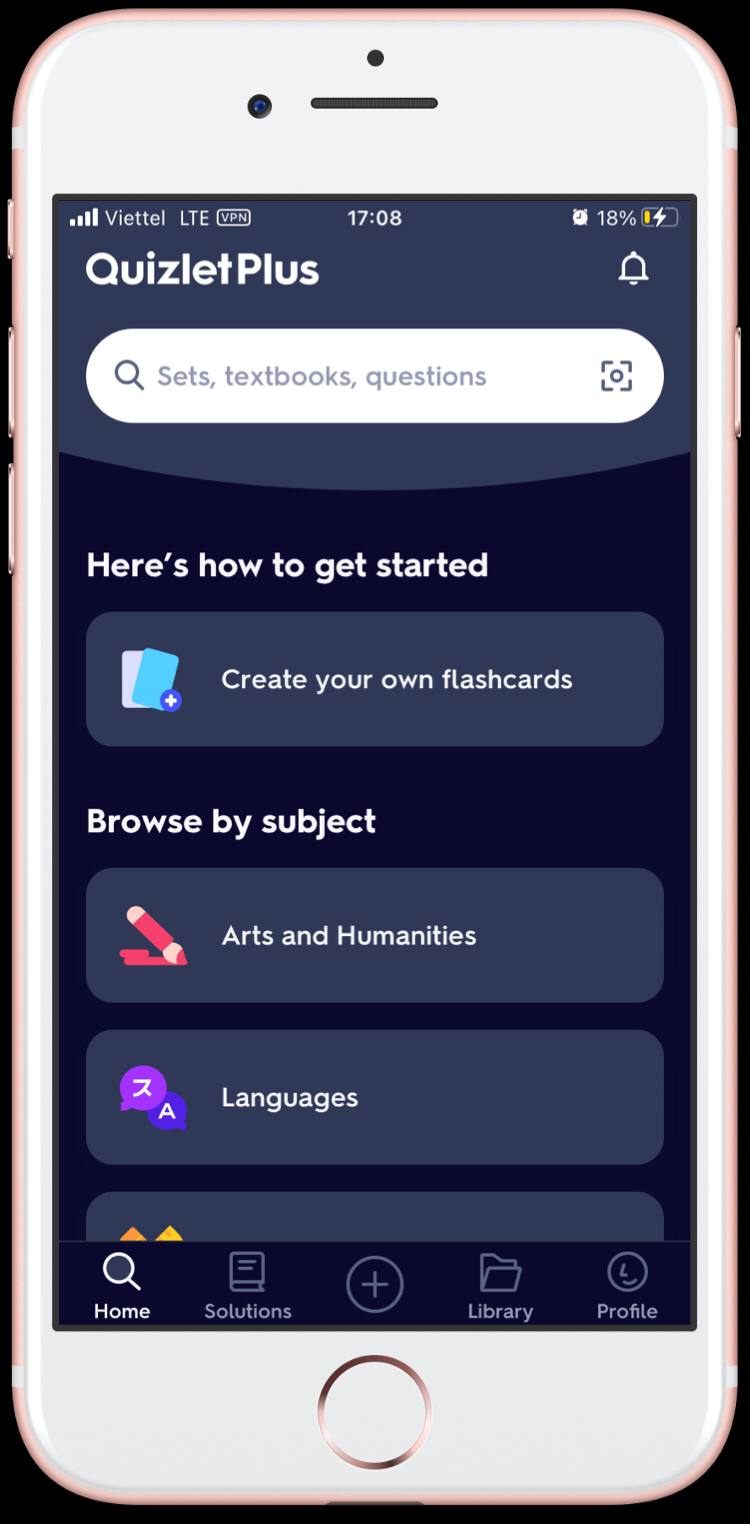 Viettel LTE VPN 17:08 18%
QuizletPlus
Sets, textbooks, questions
Here's how to get started
Create your own flashcards
Browse by subject
Arts and Humanities
ス
A
Languages
Home Solutions Library Profile